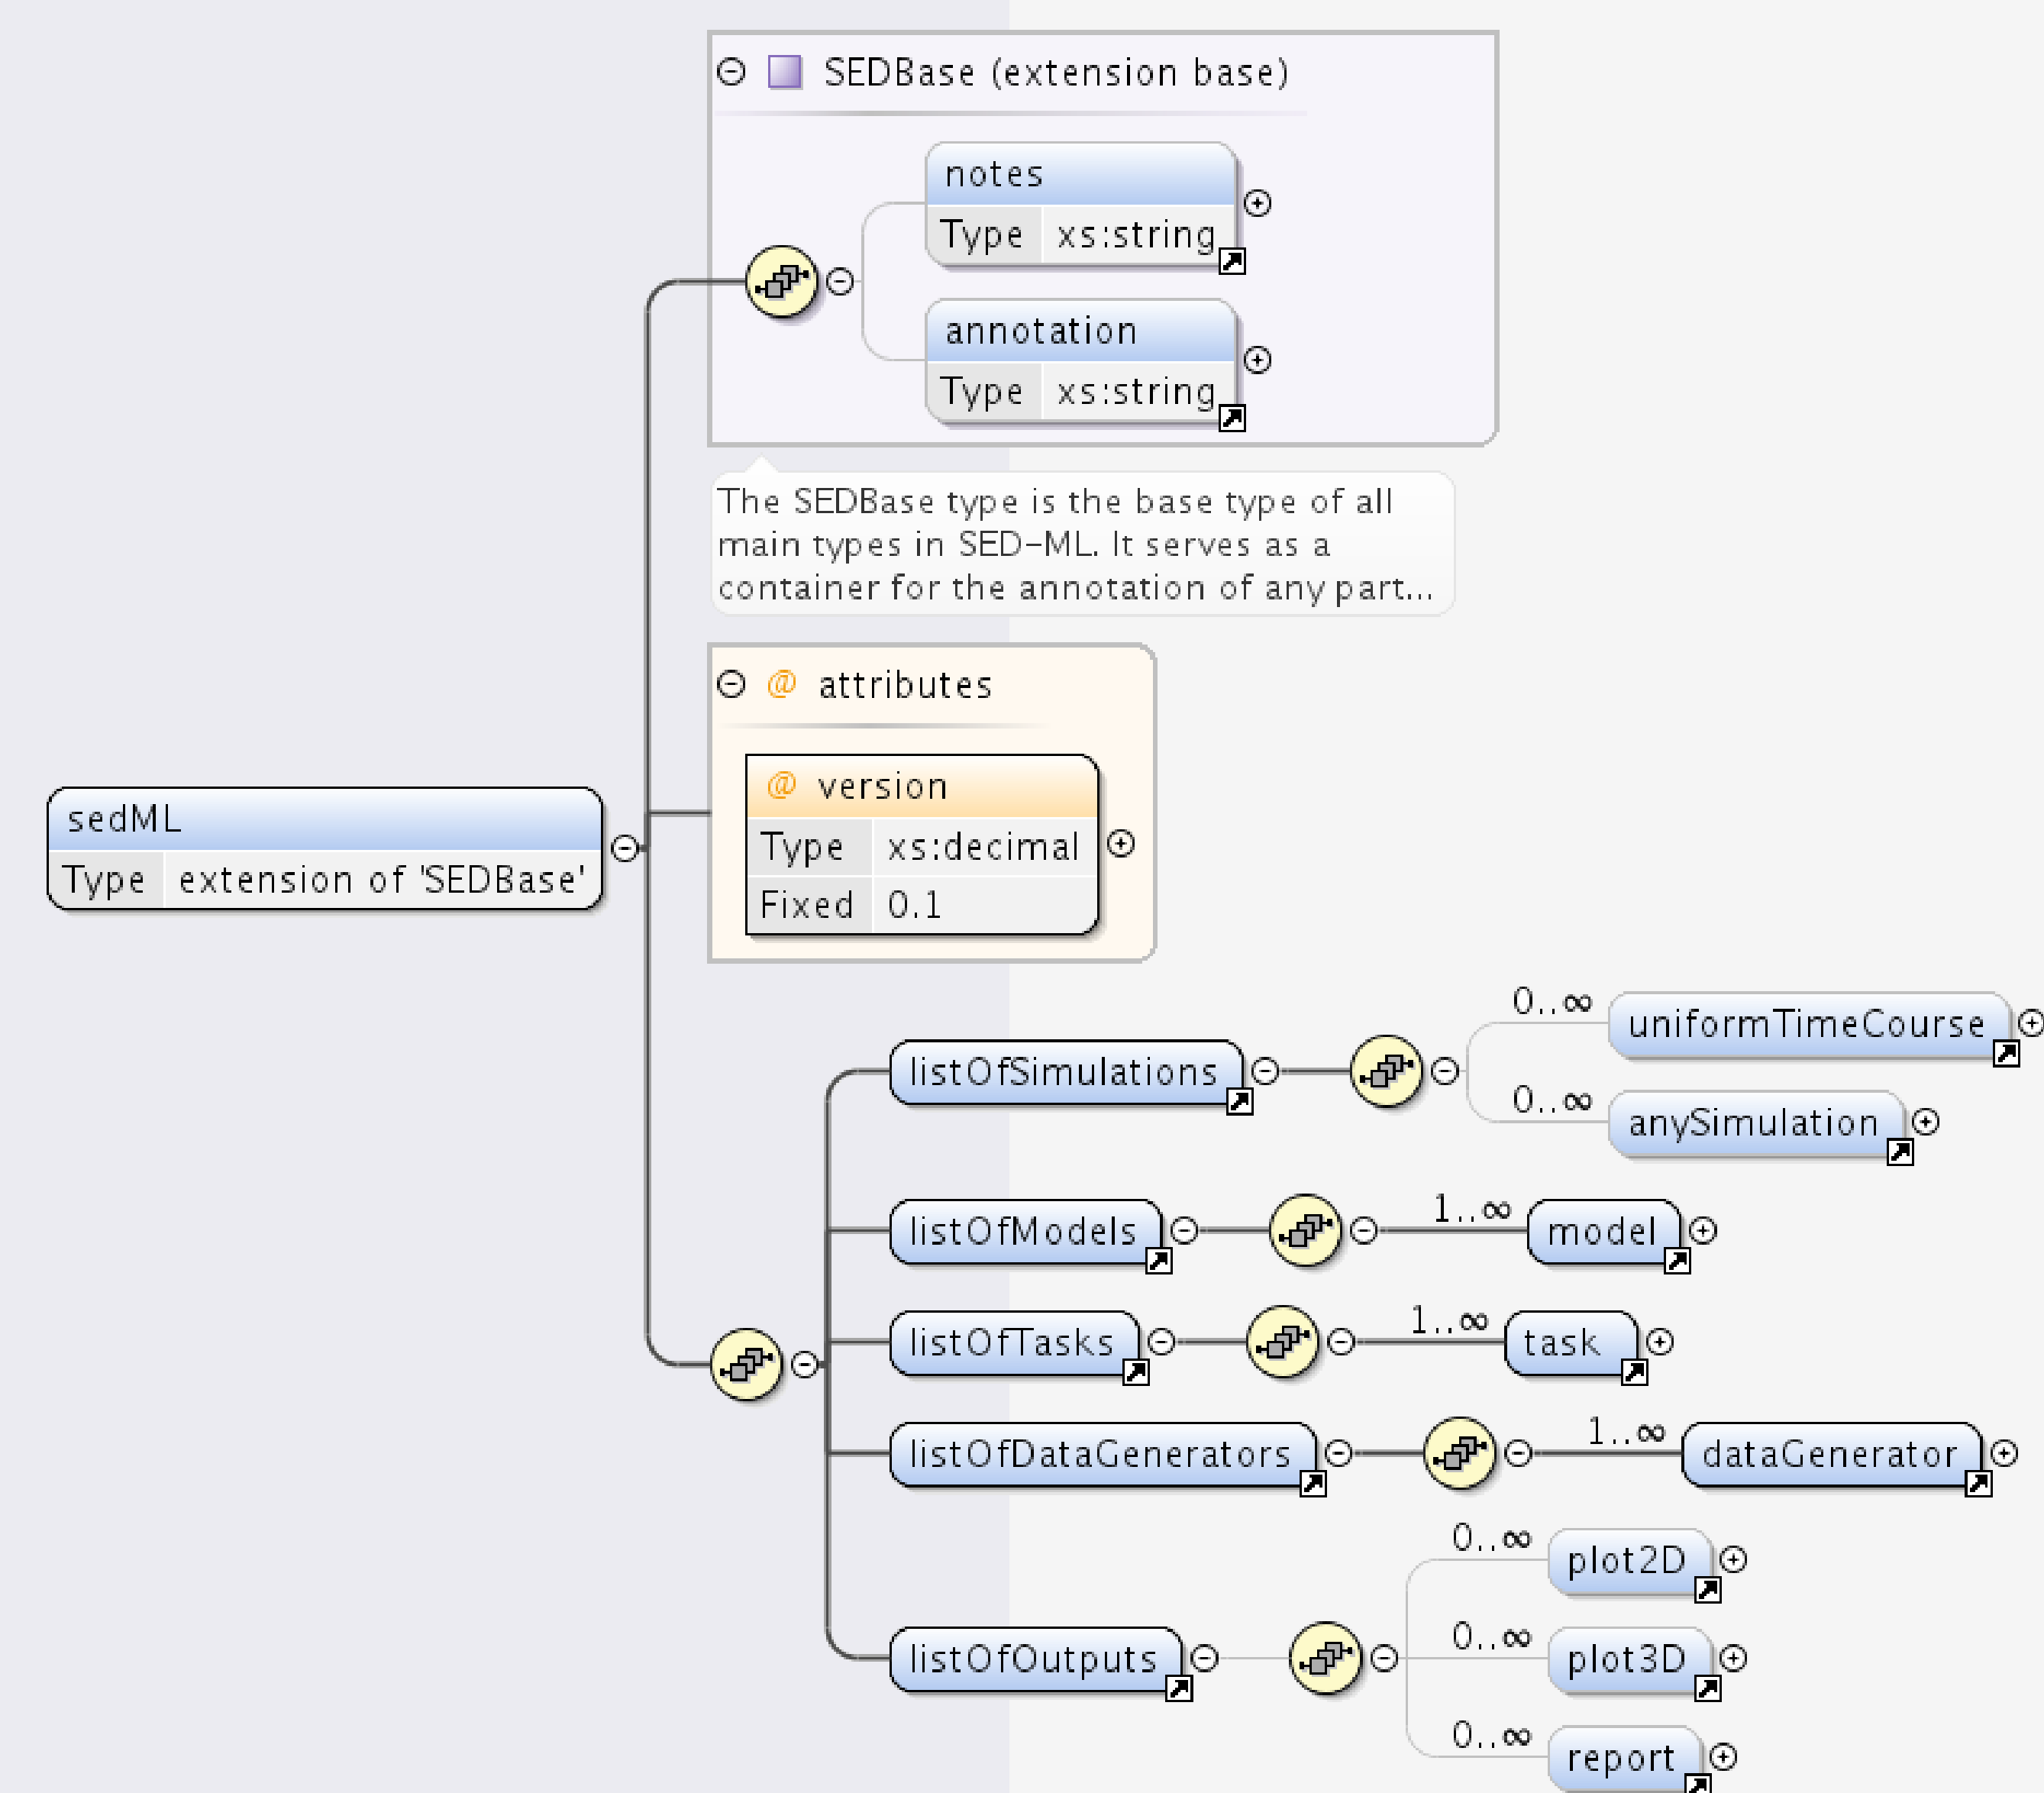 SEDBase (extension base)
notes
Type xs:string
annotation
Type xs:string
The SEDBase type is the base type of all
main types in SED-ML. It serves as a
container for the annotation of any part...
@ attributes
@ version
Type xs:decimal
Fixed 0.1
sedML
Type extension of 'SEDBase'
listOfSimulations
0..∞ uniformTimeCourse
0..∞ anySimulation
listOfModels 1..∞ model
listOfTasks 1..∞ task
listOfDataGenerators 1..∞ dataGenerator
listOfOutputs
0..∞ plot2D
0..∞ plot3D
0..∞ report